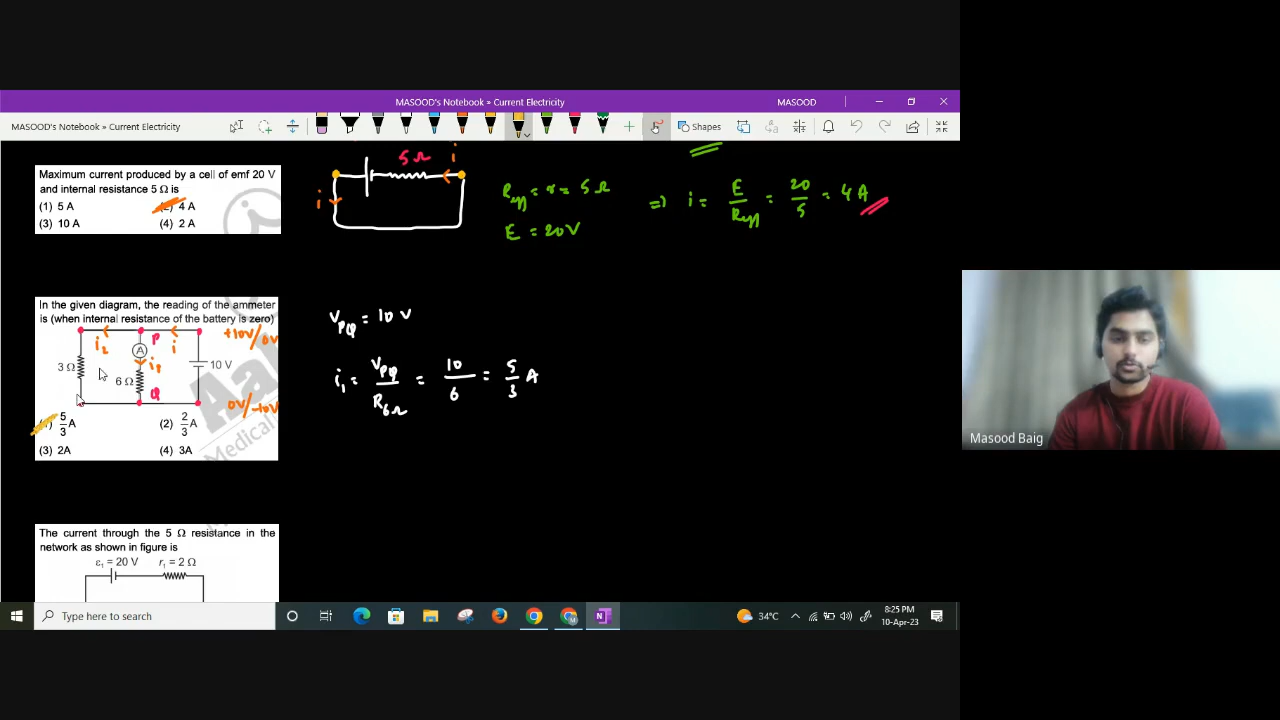 MASOOD's Notebook » Current Electricity
MASOOD
MASOOD's Notebook » Current Electricity
Shapes
Maximum current produced by a cell of emf 20 V
and internal resistance 5 Ω is
(1) 5 A
(2) 4 A
(3) 10 A
(4) 2 A
5Ω
i
i
Reff = r = 5 Ω
E = 20V
⇒ i = E/Reff = 20/5 = 4 A
In the given diagram, the reading of the ammeter
is (when internal resistance of the battery is zero)
P
+10V/0V
i2
i
A
i1
3 Ω
6 Ω
10 V
Q
0V/-10V
(1) 5/3 A
(2) 2/3 A
(3) 2A
(4) 3A
VPQ = 10 V
i1 = VPQ/R6Ω = 10/6 = 5/3 A
Medical
The current through the 5 Ω resistance in the
network as shown in figure is
ε1 = 20 V
r1 = 2 Ω
Masood Baig
Type here to search
34°C
8:25 PM
10-Apr-23